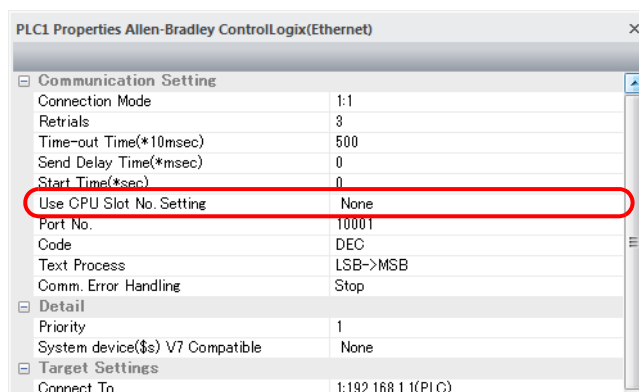 PLC1 Properties Allen-Bradley ControlLogix(Ethernet)
Communication Setting
Connection Mode 1:1
Retrials 3
Time-out Time(*10msec) 500
Send Delay Time(*msec) 0
Start Time(*sec) 0
Use CPU Slot No. Setting None
Port No. 10001
Code DEC
Text Process LSB->MSB
Comm. Error Handling Stop
Detail
Priority 1
System device($s) V7 Compatible None
Target Settings
Connect To 1:192.168.1.1(PLC)